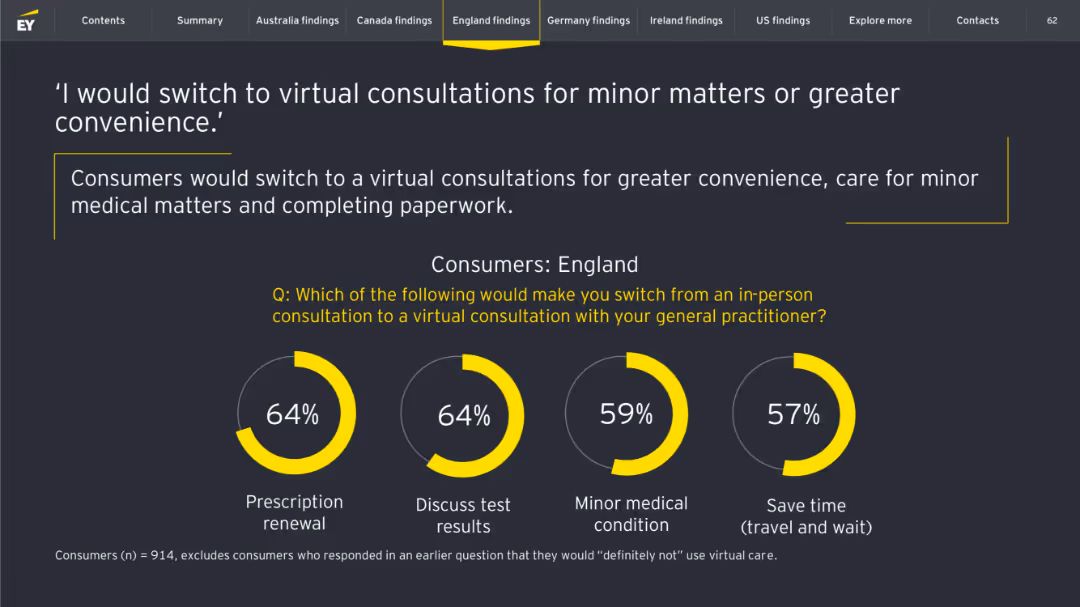 EY
Contents
Summary
Australia findings
Canada findings
England findings
Germany findings
Ireland findings
US findings
Explore more
Contacts
62
‘I would switch to virtual consultations for minor matters or greater
convenience.’
Consumers would switch to a virtual consultations for greater convenience, care for minor
medical matters and completing paperwork.
Consumers: England
Q: Which of the following would make you switch from an in-person
consultation to a virtual consultation with your general practitioner?
64%
64%
59%
57%
Prescription
renewal
Discuss test
results
Minor medical
condition
Save time
(travel and wait)
Consumers (n) = 914, excludes consumers who responded in an earlier question that they would “definitely not” use virtual care.